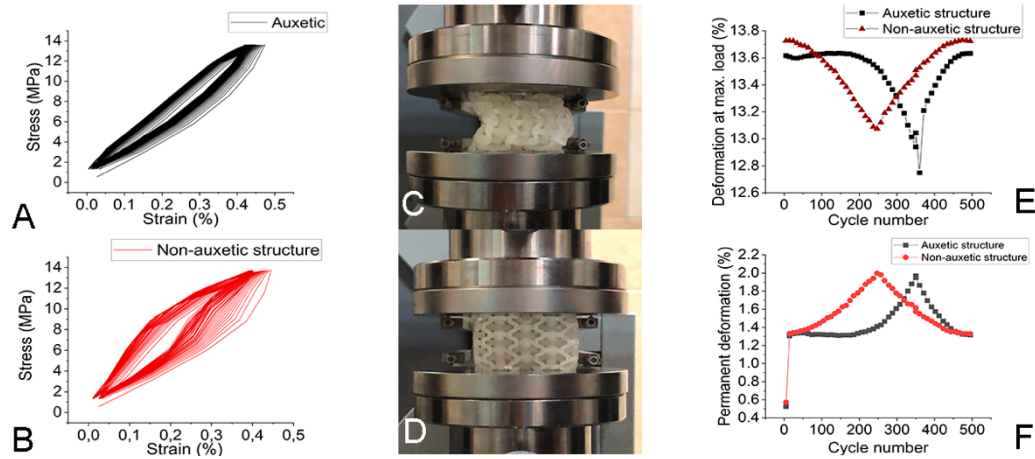 Auxetic
Stress (MPa)
14
12
10
8
6
4
2
0
0.0 0.1 0.2 0.3 0.4 0.5
Strain (%)
A
Non-auxetic structure
Stress (MPa)
14
12
10
8
6
4
2
0
0,0 0,1 0,2 0,3 0,4 0,5
Strain (%)
B
C
D
Auxetic structure
Non-auxetic structure
Deformation at max. load (%)
13.8
13.6
13.4
13.2
13.0
12.8
12.6
0 100 200 300 400 500
Cycle number
E
Auxetic structure
Non-auxetic structure
Permanent deformation (%)
2.2
2.0
1.8
1.6
1.4
1.2
1.0
0.8
0.6
0.4
0 100 200 300 400 500
Cycle number
F